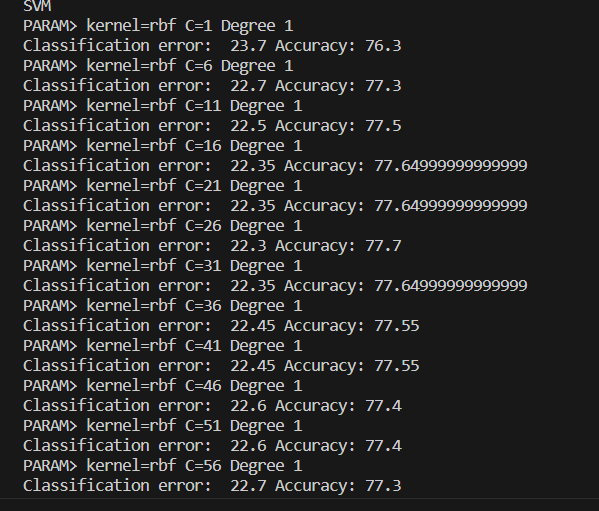 SVM
PARAM> kernel=rbf C=1 Degree 1
Classification error:  23.7 Accuracy: 76.3
PARAM> kernel=rbf C=6 Degree 1
Classification error:  22.7 Accuracy: 77.3
PARAM> kernel=rbf C=11 Degree 1
Classification error:  22.5 Accuracy: 77.5
PARAM> kernel=rbf C=16 Degree 1
Classification error:  22.35 Accuracy: 77.64999999999999
PARAM> kernel=rbf C=21 Degree 1
Classification error:  22.35 Accuracy: 77.64999999999999
PARAM> kernel=rbf C=26 Degree 1
Classification error:  22.3 Accuracy: 77.7
PARAM> kernel=rbf C=31 Degree 1
Classification error:  22.35 Accuracy: 77.64999999999999
PARAM> kernel=rbf C=36 Degree 1
Classification error:  22.45 Accuracy: 77.55
PARAM> kernel=rbf C=41 Degree 1
Classification error:  22.45 Accuracy: 77.55
PARAM> kernel=rbf C=46 Degree 1
Classification error:  22.6 Accuracy: 77.4
PARAM> kernel=rbf C=51 Degree 1
Classification error:  22.6 Accuracy: 77.4
PARAM> kernel=rbf C=56 Degree 1
Classification error:  22.7 Accuracy: 77.3